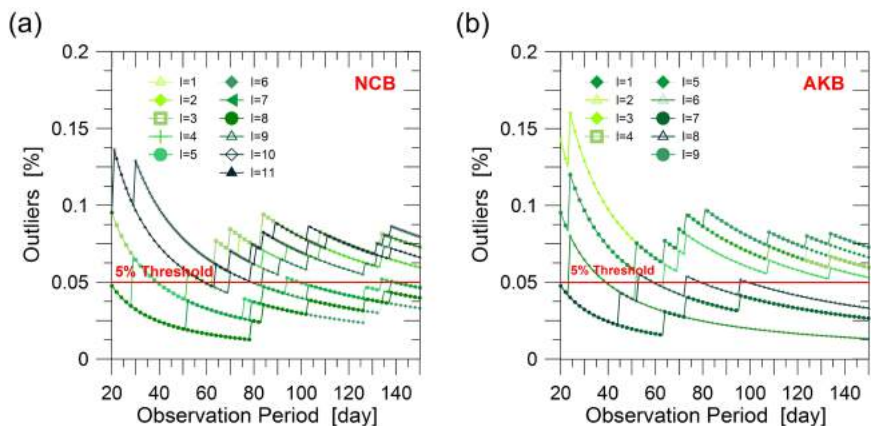 (a)
NCB
Outliers [%]
0.2
0.15
0.1
0.05
0
l=1
l=2
l=3
l=4
l=5
l=6
l=7
l=8
l=9
l=10
l=11
5% Threshold
20 40 60 80 100 120 140
Observation Period [day]
(b)
AKB
Outliers [%]
0.2
0.15
0.1
0.05
0
l=1
l=2
l=3
l=4
l=5
l=6
l=7
l=8
l=9
5% Threshold
20 40 60 80 100 120 140
Observation Period [day]